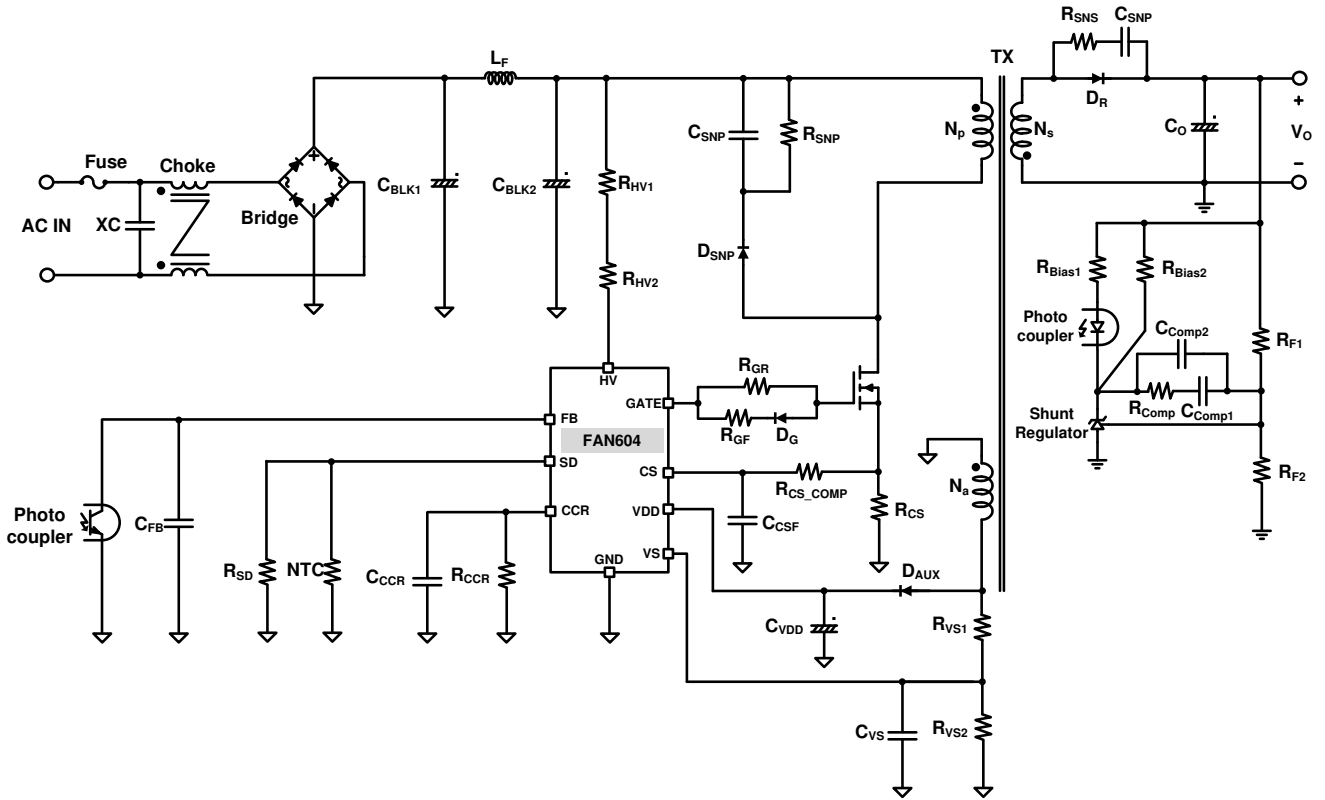 RSNS
CSNP
LF
TX
DR
+
VO
−
CO
Np
Ns
CSNP
RSNP
Fuse
Choke
AC IN
XC
+
Bridge
CBLK1
CBLK2
RHV1
RHV2
DSNP
RBias1
RBias2
Photo
coupler
CComp2
RF1
RComp
CComp1
Shunt
Regulator
RF2
HV
GATE
FB
FAN604
SD
CS
CCR
VDD
VS
GND
RGR
RGF
DG
RCS_COMP
CCSF
RCS
Na
Photo
coupler
CFB
RSD
NTC
CCCR
RCCR
DAUX
CVDD
RVS1
CVS
RVS2